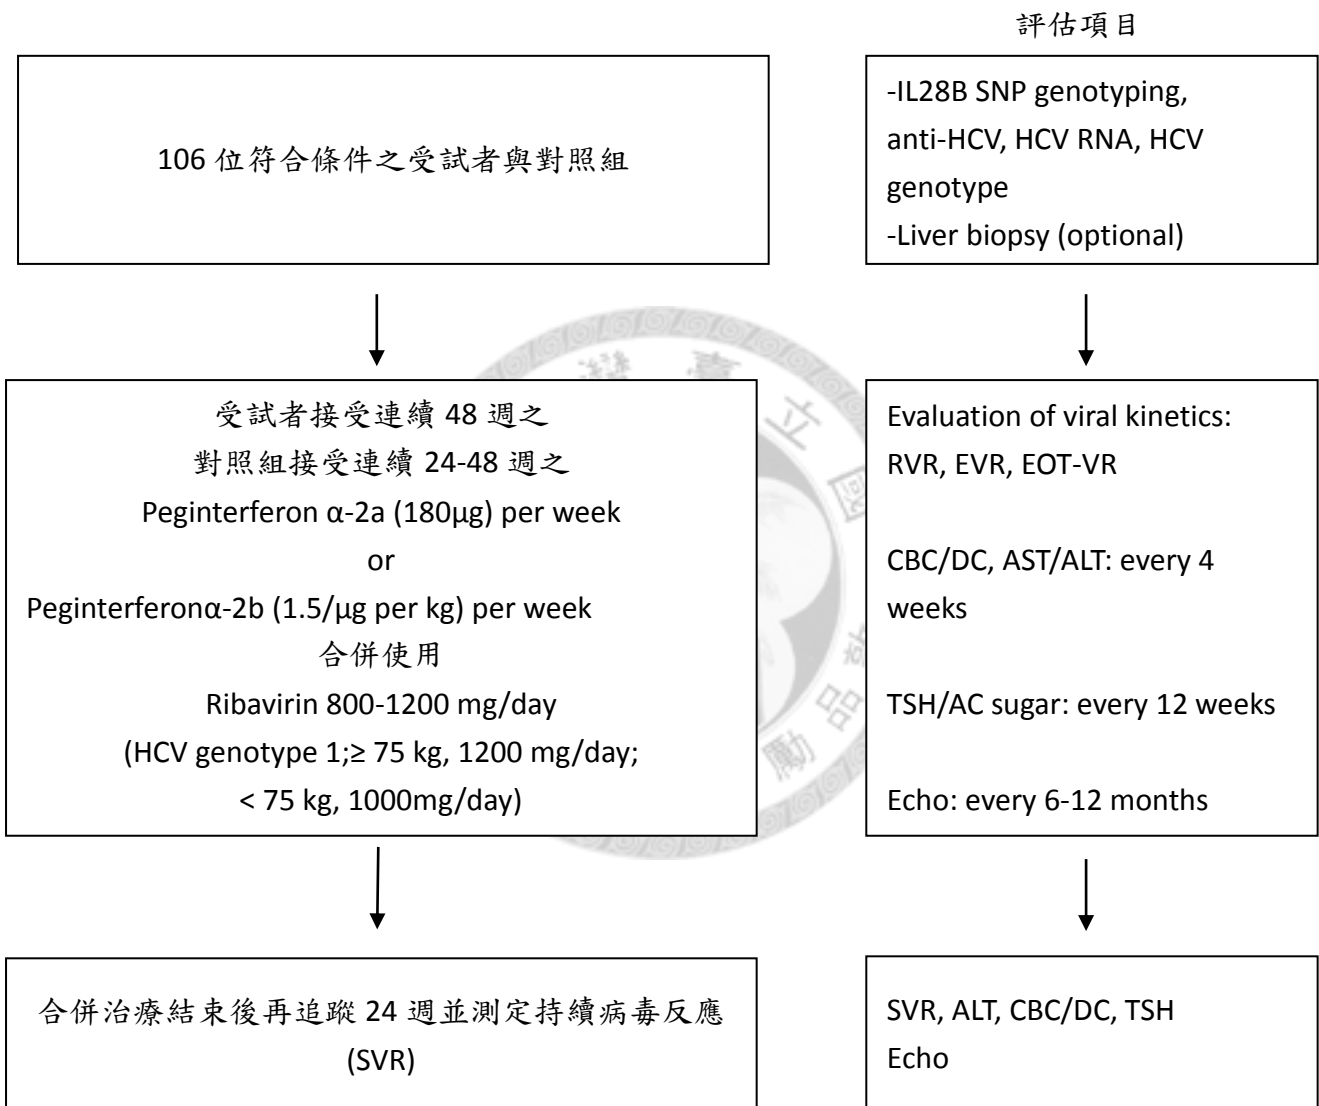 評估項目
106 位符合條件之受試者與對照組
-IL28B SNP genotyping,
anti-HCV, HCV RNA, HCV
genotype
-Liver biopsy (optional)
受試者接受連續 48 週之
對照組接受連續 24-48 週之
Peginterferon α-2a (180μg) per week
or
Peginterferonα-2b (1.5/μg per kg) per week
合併使用
Ribavirin 800-1200 mg/day
(HCV genotype 1;≥ 75 kg, 1200 mg/day;
< 75 kg, 1000mg/day)
Evaluation of viral kinetics:
RVR, EVR, EOT-VR
CBC/DC, AST/ALT: every 4
weeks
TSH/AC sugar: every 12 weeks
Echo: every 6-12 months
合併治療結束後再追蹤 24 週並測定持續病毒反應
(SVR)
SVR, ALT, CBC/DC, TSH
Echo
灣
臺
立
國
品
勵